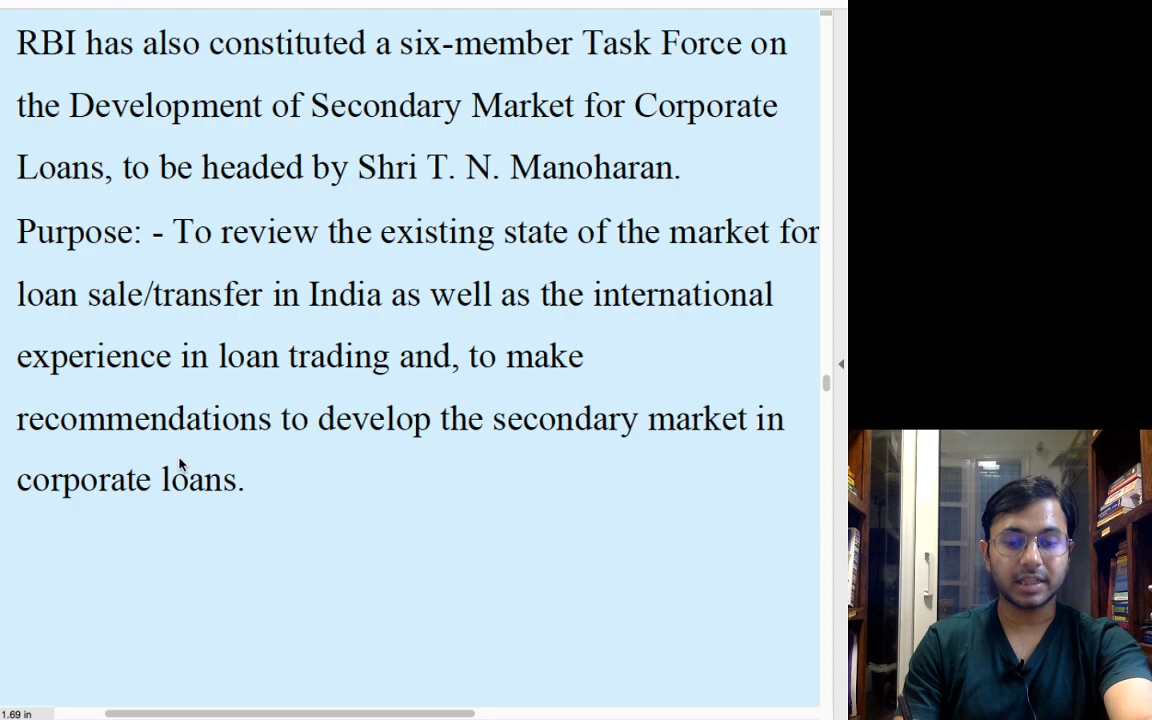 RBI has also constituted a six-member Task Force on
the Development of Secondary Market for Corporate
Loans, to be headed by Shri T. N. Manoharan.
Purpose: - To review the existing state of the market for
loan sale/transfer in India as well as the international
experience in loan trading and, to make
recommendations to develop the secondary market in
corporate loans.
1.69 in